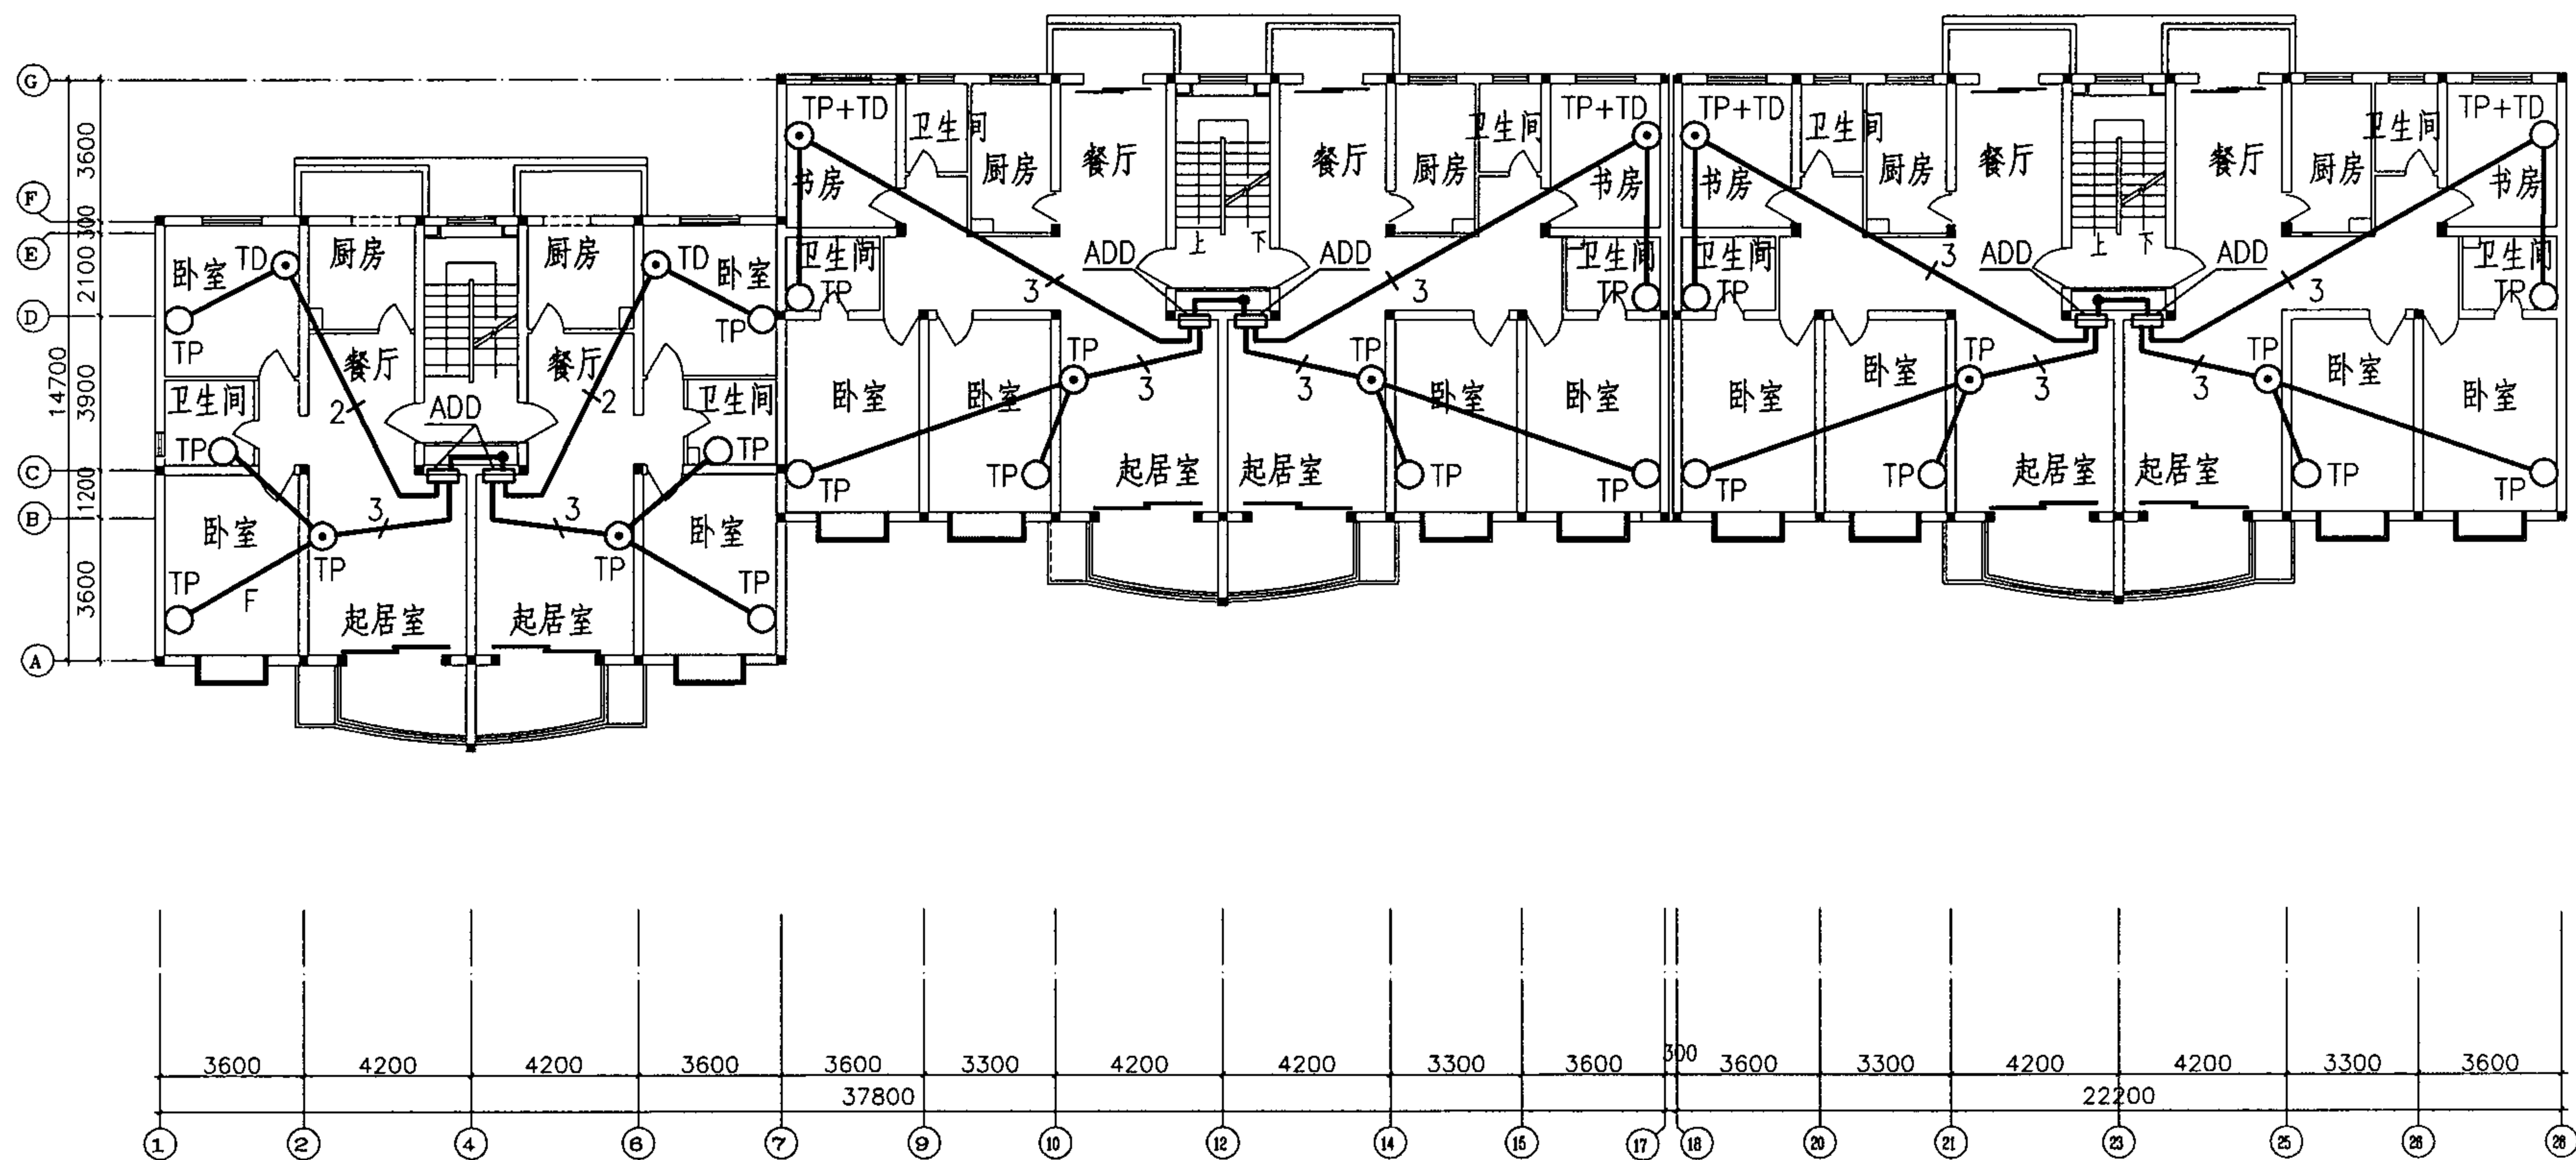 G
TP+TD
卫生间
厨房
餐厅
餐厅
厨房
卫生间
TP+TD
TP+TD
卫生间
厨房
餐厅
餐厅
厨房
卫生间
TP+TD
3600
F
书房
书房
书房
书房
300
E
卧室
TD
厨房
厨房
TD
卧室
卫生间
ADD
上
下
ADD
卫生间
卫生间
ADD
上
下
ADD
卫生间
2100
TP
3
3
TP
TP
3
3
TP
D
TP
TP
14700
3900
餐厅
餐厅
TP
TP
TP
TP
卫生间
2
ADD
2
卫生间
卧室
卧室
3
3
卧室
卧室
卧室
卧室
3
3
卧室
卧室
TP
TP
C
TP
TP
起居室
起居室
TP
TP
TP
TP
起居室
起居室
TP
TP
1200
B
卧室
3
3
卧室
3600
TP
F
TP
TP
TP
起居室
起居室
A
3600
4200
4200
3600
3600
3300
4200
4200
3300
3600
300
3600
3300
4200
4200
3300
3600
37800
22200
1
2
4
6
7
9
10
12
14
15
17
18
20
21
23
25
26
28